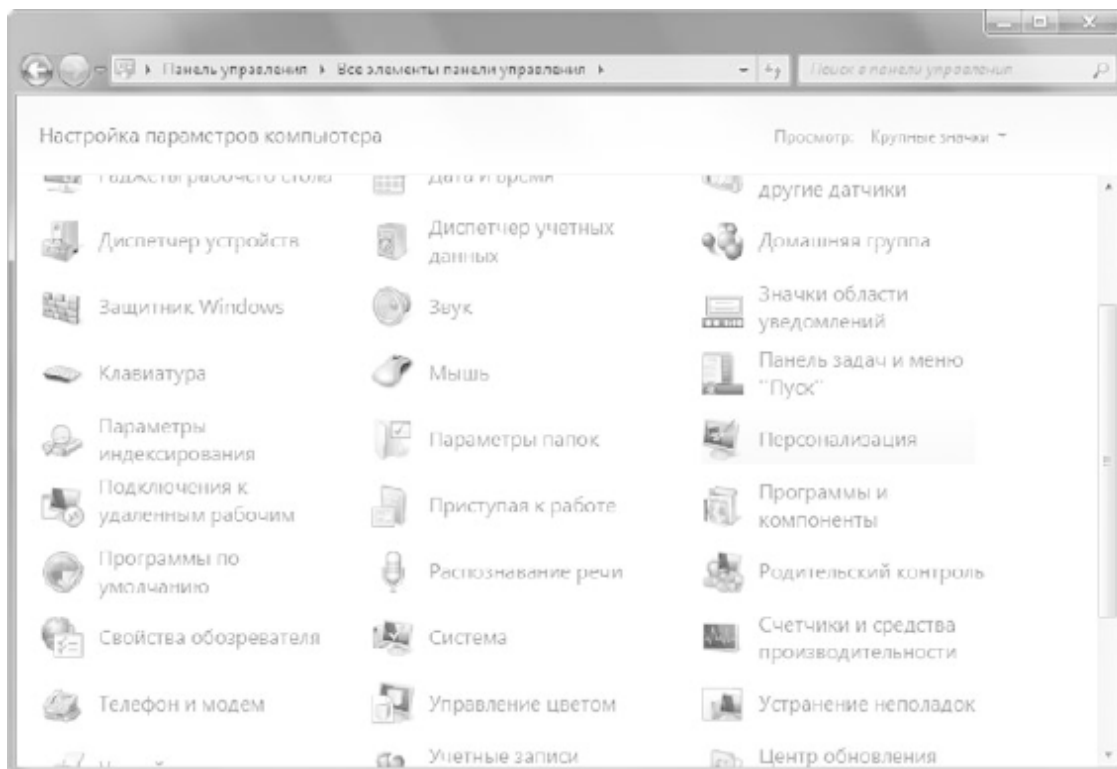 Панель управления Все элементы панели управления Поиск в панели управления
Настройка параметров компьютера Просмотр: Крупные значки
Гаджеты рабочего стола Дата и время другие датчики
Диспетчер устройств
Диспетчер учетных
данных
Домашняя группа
Защитник Windows
Звук
Значки области
уведомлений
Клавиатура
Мышь
Панель задач и меню
"Пуск"
Параметры
индексирования
Параметры папок
Персонализация
Подключения к
удаленным рабочим
Приступая к работе
Программы и
компоненты
Программы по
умолчанию
Распознавание речи
Родительский контроль
Свойства обозревателя
Система
Счетчики и средства
производительности
Телефон и модем
Управление цветом
Устранение неполадок
Учетные записи
Центр обновления